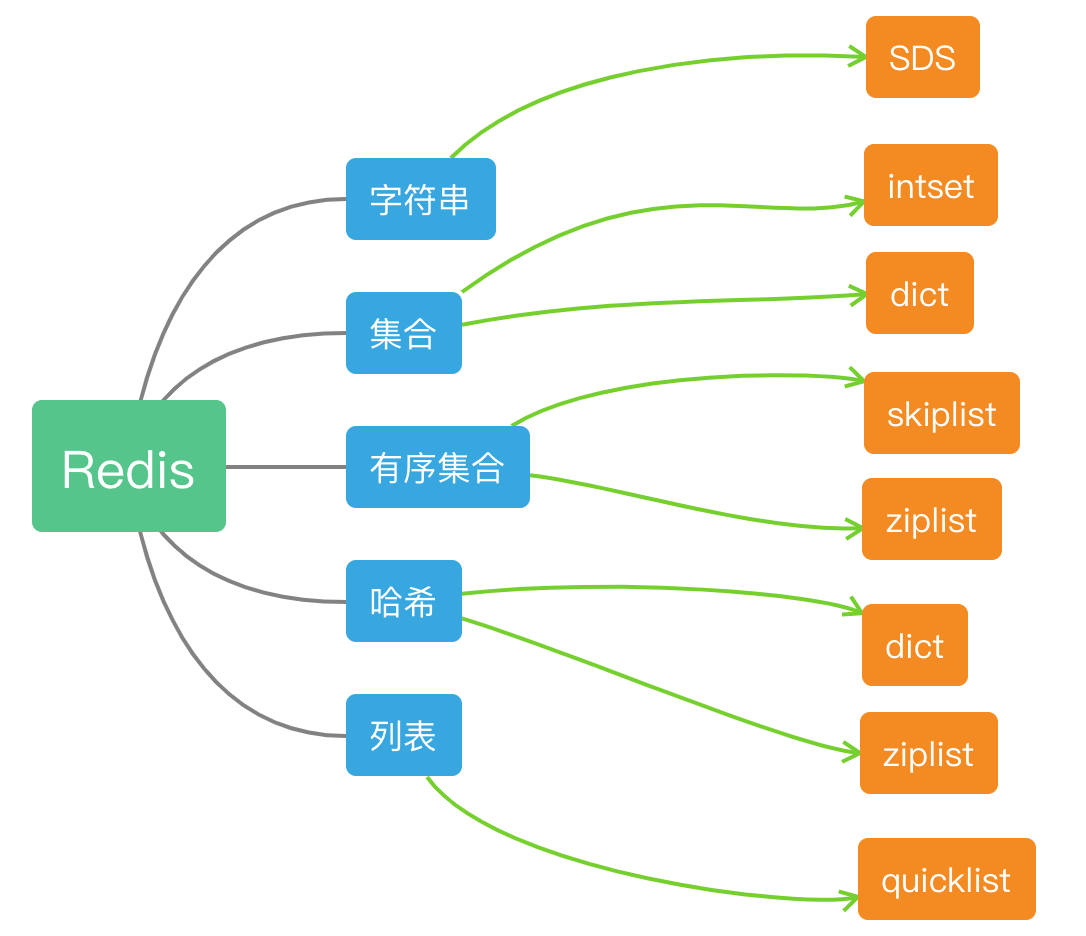 Redis
字符串
集合
有序集合
哈希
列表
SDS
intset
dict
skiplist
ziplist
dict
ziplist
quicklist